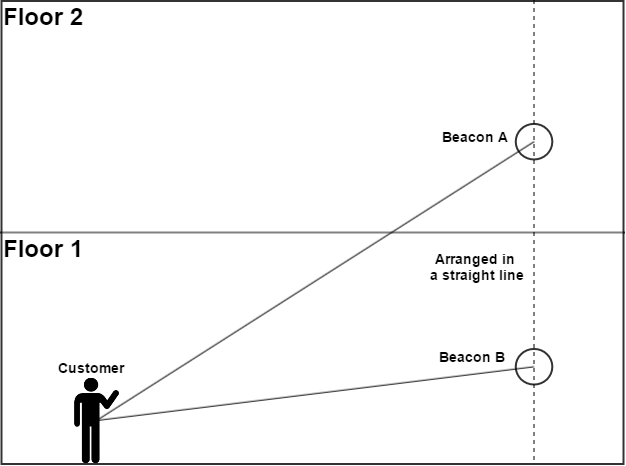 Floor 2
Beacon A
Floor 1
Arranged in
a straight line
Beacon B
Customer